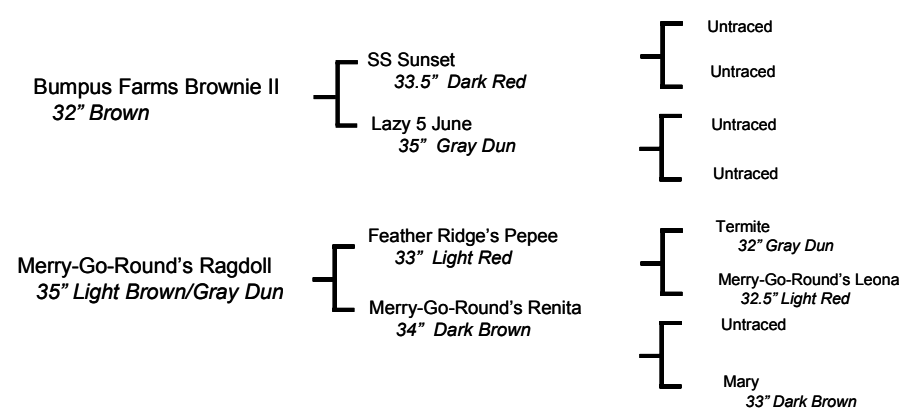 Untraced
SS Sunset
33.5” Dark Red
Untraced
Bumpus Farms Brownie II
32” Brown
Lazy 5 June
35” Gray Dun
Untraced
Untraced
Feather Ridge’s Pepee
33” Light Red
Termite
32” Gray Dun
Merry-Go-Round’s Ragdoll
35” Light Brown/Gray Dun
Merry-Go-Round’s Leona
32.5” Light Red
Merry-Go-Round’s Renita
34” Dark Brown
Untraced
Mary
33” Dark Brown